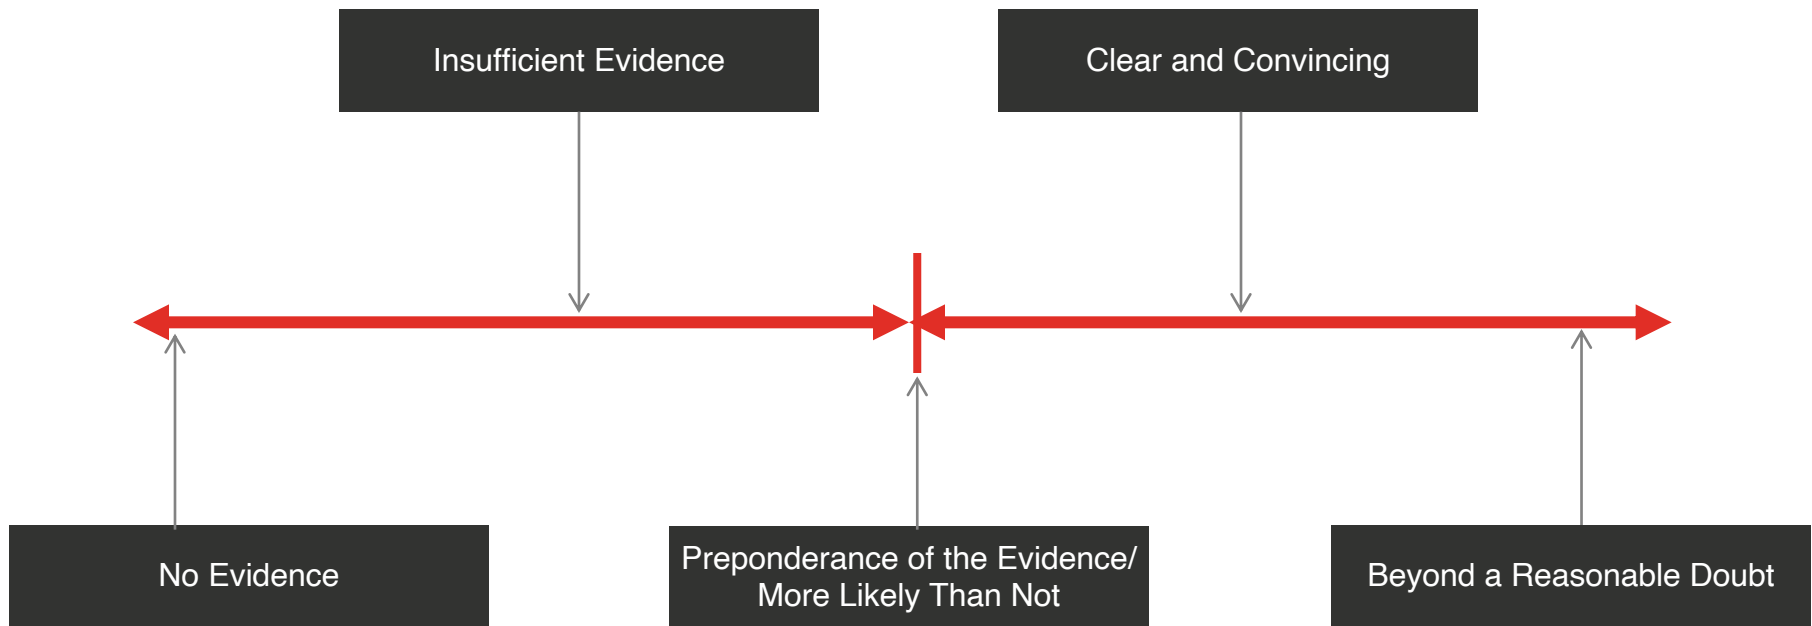 Insufficient Evidence
Clear and Convincing
No Evidence
Preponderance of the Evidence/
More Likely Than Not
Beyond a Reasonable Doubt